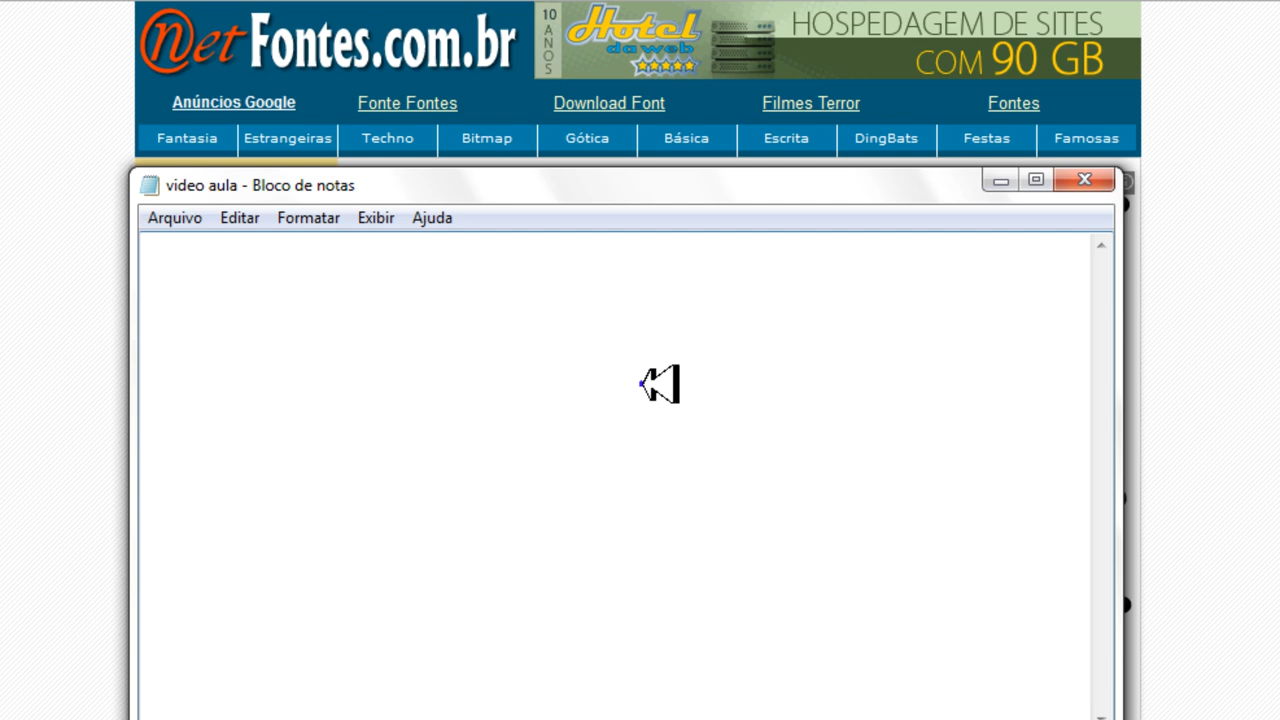 Net Fontes.com.br
10 ANOS
Hotel da web
HOSPEDAGEM DE SITES
COM 90 GB
Anúncios Google Fonte Fontes Download Font Filmes Terror Fontes
Fantasia Estrangeiras Techno Bitmap Gótica Básica Escrita DingBats Festas Famosas
video aula - Bloco de notas
Arquivo Editar Formatar Exibir Ajuda